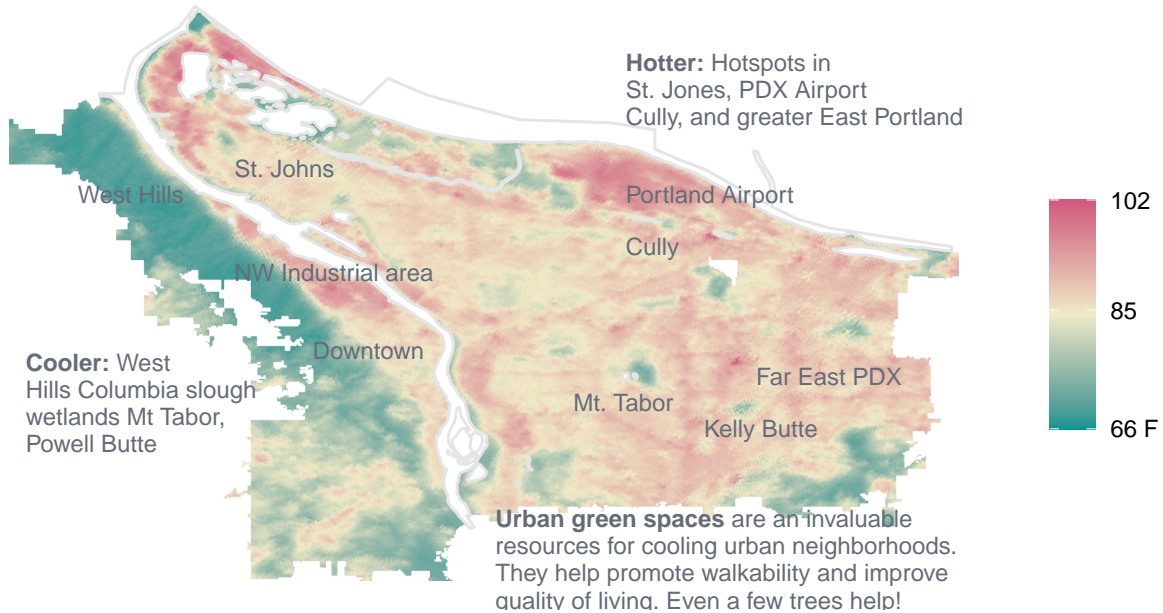 Hotter: Hotspots in
St. Jones, PDX Airport
Cully, and greater East Portland
St. Johns
West Hills
Portland Airport
102
Cully
NW Industrial area
85
Downtown
Cooler: West
Hills Columbia slough
wetlands Mt Tabor,
Powell Butte
Far East PDX
Mt. Tabor
Kelly Butte
66 F
Urban green spaces are an invaluable
resources for cooling urban neighborhoods.
They help promote walkability and improve
quality of living. Even a few trees help!